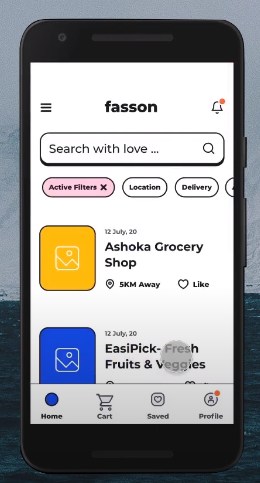 fasson
Search with love ...
Active Filters
Location
Delivery
12 July, 20
Ashoka Grocery
Shop
5KM Away
Like
12 July, 20
EasiPick- Fresh
Fruits & Veggies
Home
Cart
Saved
Profile